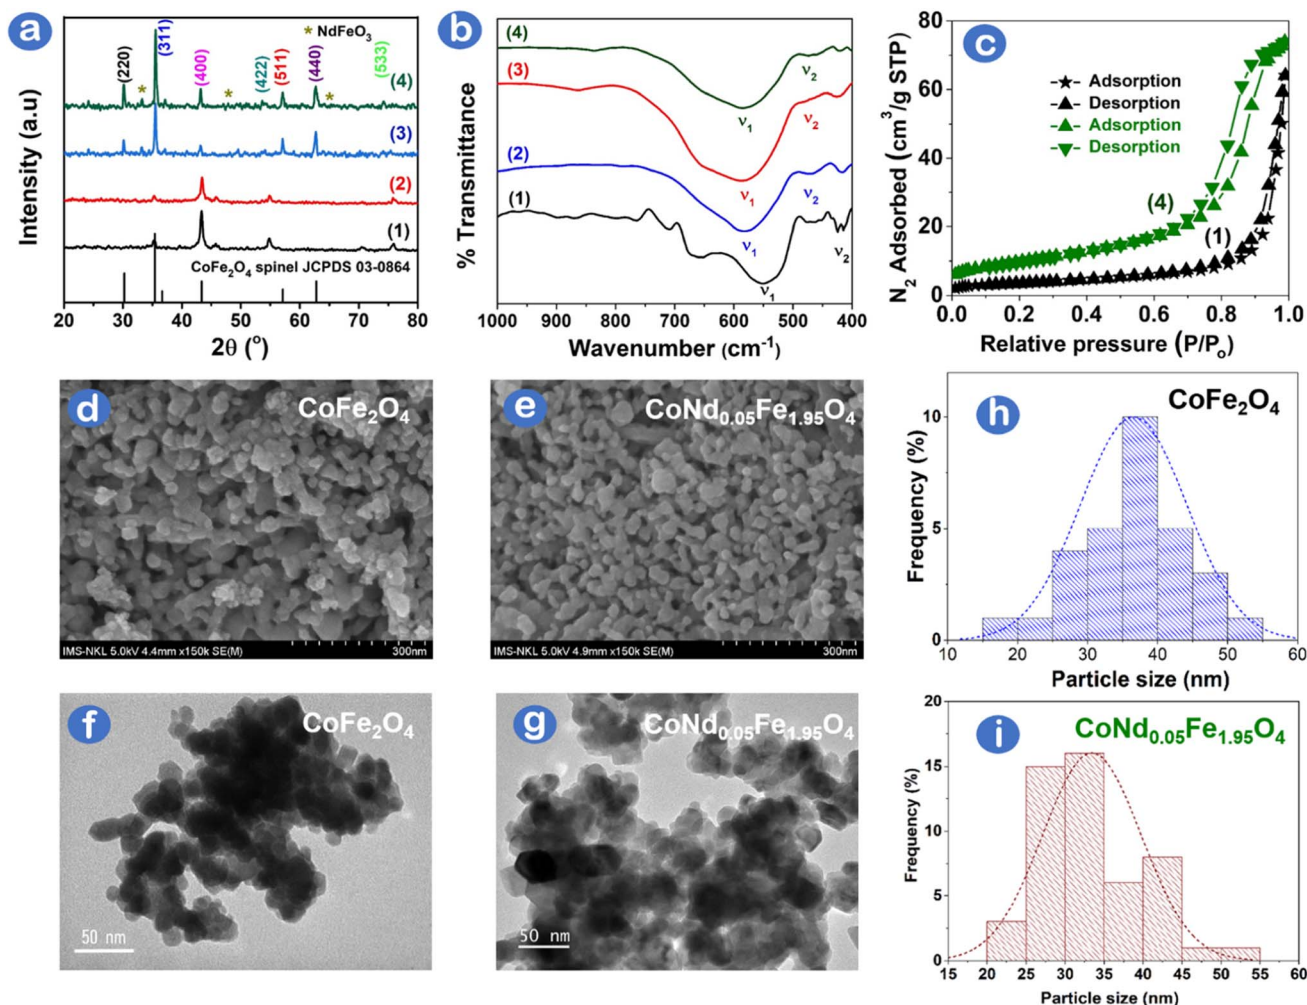 a
* NdFeO₃
(220)
(311)
(400)
(422)
(511)
(440)
(533)
(4)
(3)
(2)
(1)
CoFe₂O₄ spinel JCPDS 03-0864
Intensity (a.u)
20 30 40 50 60 70 80
2θ (°)
b
(4)
ν₂
ν₁
(3)
ν₂
ν₁
(2)
ν₂
ν₁
(1)
ν₂
ν₁
% Transmittance
1000 900 800 700 600 500 400
Wavenumber (cm⁻¹)
c
Adsorption
Desorption
Adsorption
Desorption
(4)
(1)
N₂ Adsorbed (cm³/g STP)
80
60
40
20
0
0.0 0.2 0.4 0.6 0.8 1.0
Relative pressure (P/Pₒ)
d
CoFe₂O₄
IMS-NKL 5.0kV 4.4mm x150k SE(M)
300nm
e
CoNd₀.₀₅Fe₁.₉₅O₄
IMS-NKL 5.0kV 4.9mm x150k SE(M)
300nm
h
CoFe₂O₄
Frequency (%)
10
5
0
10 20 30 40 50 60
Particle size (nm)
f
CoFe₂O₄
50 nm
g
CoNd₀.₀₅Fe₁.₉₅O₄
50 nm
i
CoNd₀.₀₅Fe₁.₉₅O₄
Frequency (%)
20
15
10
5
0
15 20 25 30 35 40 45 50 55 60
Particle size (nm)